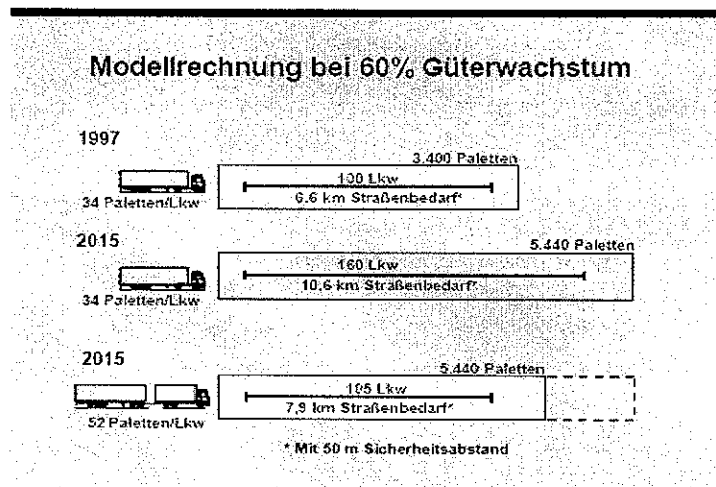 Modellrechnung bei 60% Güterwachstum
1997
3.400 Paletten
100 Lkw
6,6 km Straßenbedarf*
34 Paletten/Lkw
2015
5.440 Paletten
160 Lkw
10,6 km Straßenbedarf*
34 Paletten/Lkw
2015
5.440 Paletten
105 Lkw
7,9 km Straßenbedarf*
52 Paletten/Lkw
* Mit 50 m Sicherheitsabstand